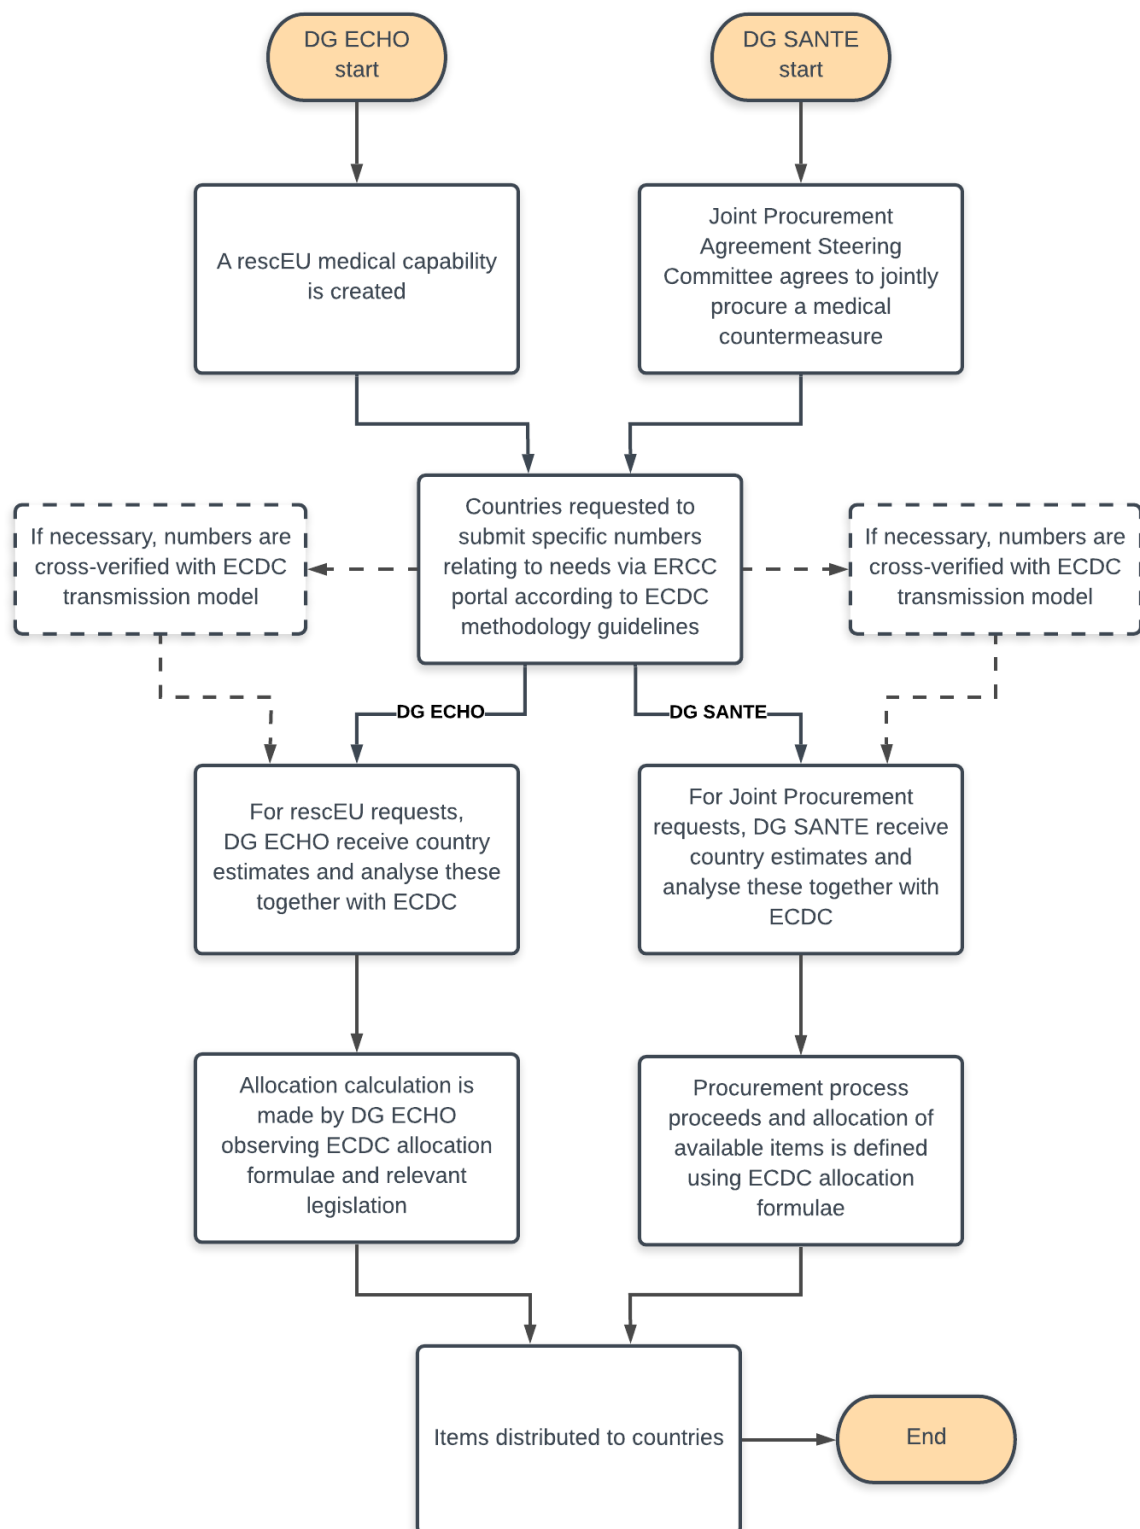 DG ECHO
start
DG SANTE
start
A rescEU medical capability
is created
Joint Procurement
Agreement Steering
Committee agrees to jointly
procure a medical
countermeasure
If necessary, numbers are
cross-verified with ECDC
transmission model
Countries requested to
submit specific numbers
relating to needs via ERCC
portal according to ECDC
methodology guidelines
If necessary, numbers are
cross-verified with ECDC
transmission model
DG ECHO
DG SANTE
For rescEU requests,
DG ECHO receive country
estimates and analyse these
together with ECDC
For Joint Procurement
requests, DG SANTE receive
country estimates and
analyse these together with
ECDC
Allocation calculation is
made by DG ECHO
observing ECDC allocation
formulae and relevant
legislation
Procurement process
proceeds and allocation of
available items is defined
using ECDC allocation
formulae
Items distributed to countries
End